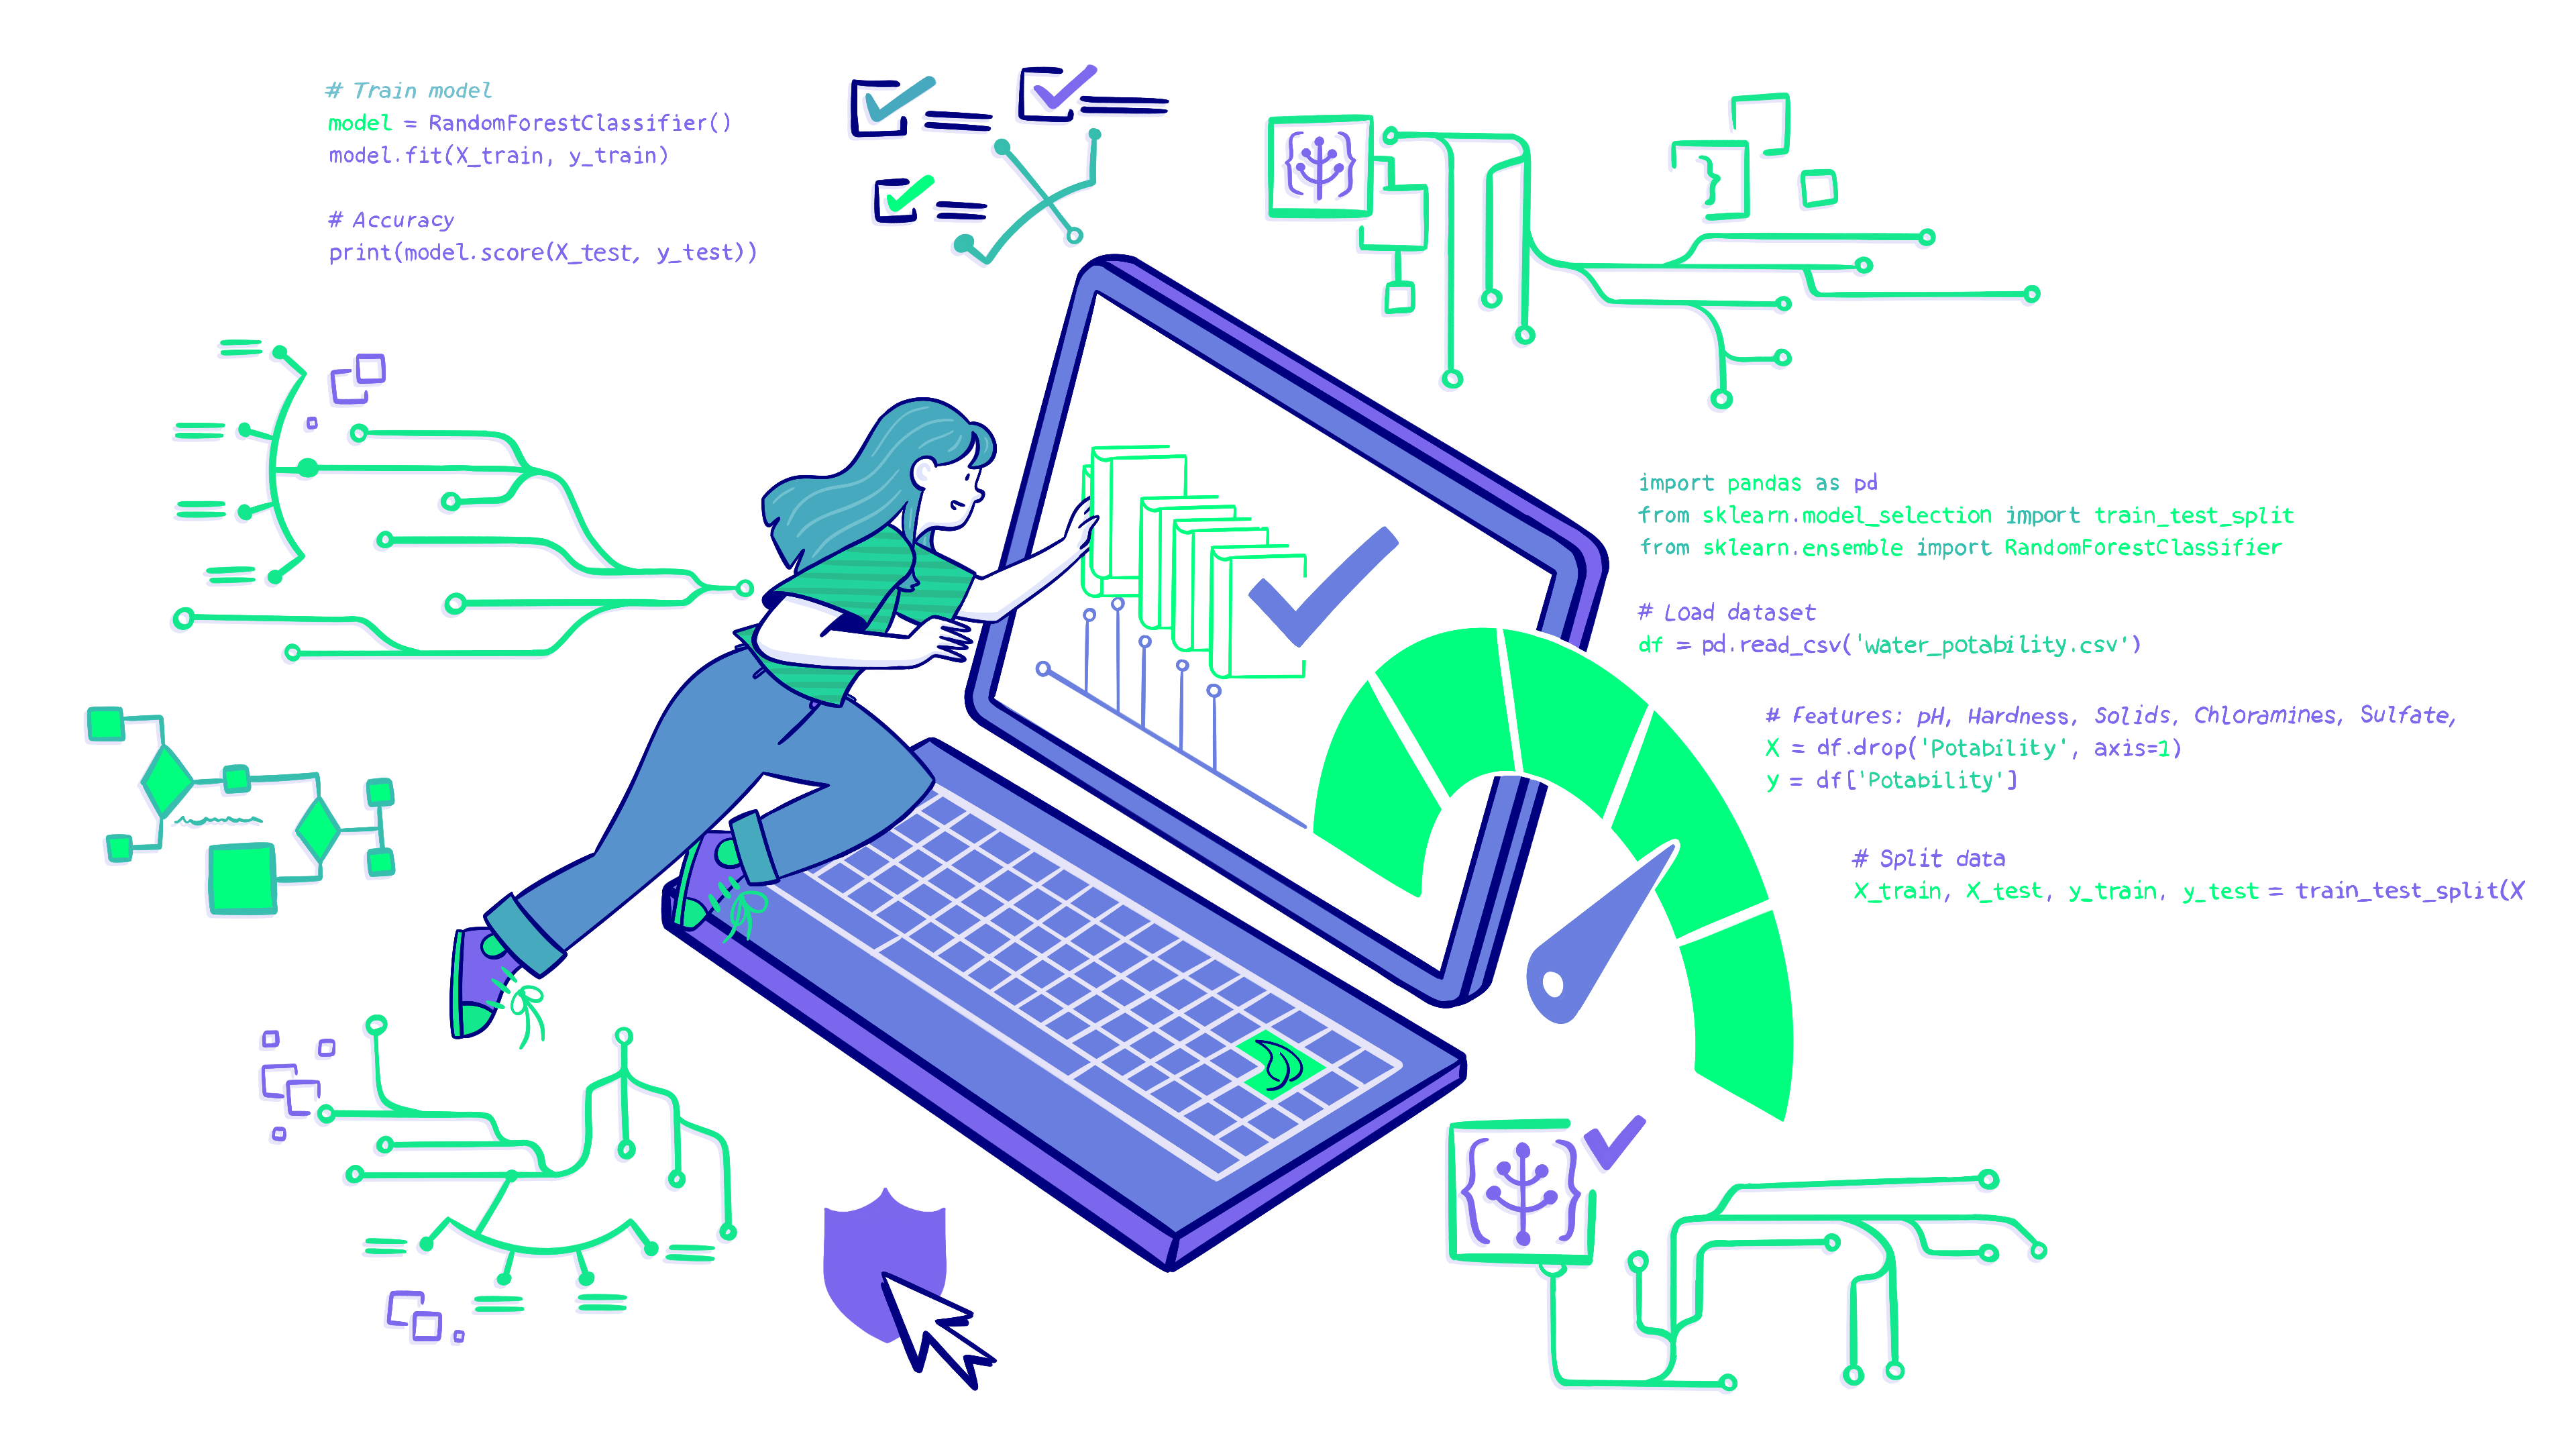 # Train model
model = RandomForestClassifier()
model.fit(X_train, y_train)
# Accuracy
print(model.score(X_test, y_test))
import pandas as pd
from sklearn.model_selection import train_test_split
from sklearn.ensemble import RandomForestClassifier
# Load dataset
df = pd.read_csv('water_potability.csv')
# Features: pH, Hardness, Solids, Chloramines, Sulfate,
X = df.drop('Potability', axis=1)
y = df['Potability']
# Split data
X_train, X_test, y_train, y_test = train_test_split(X